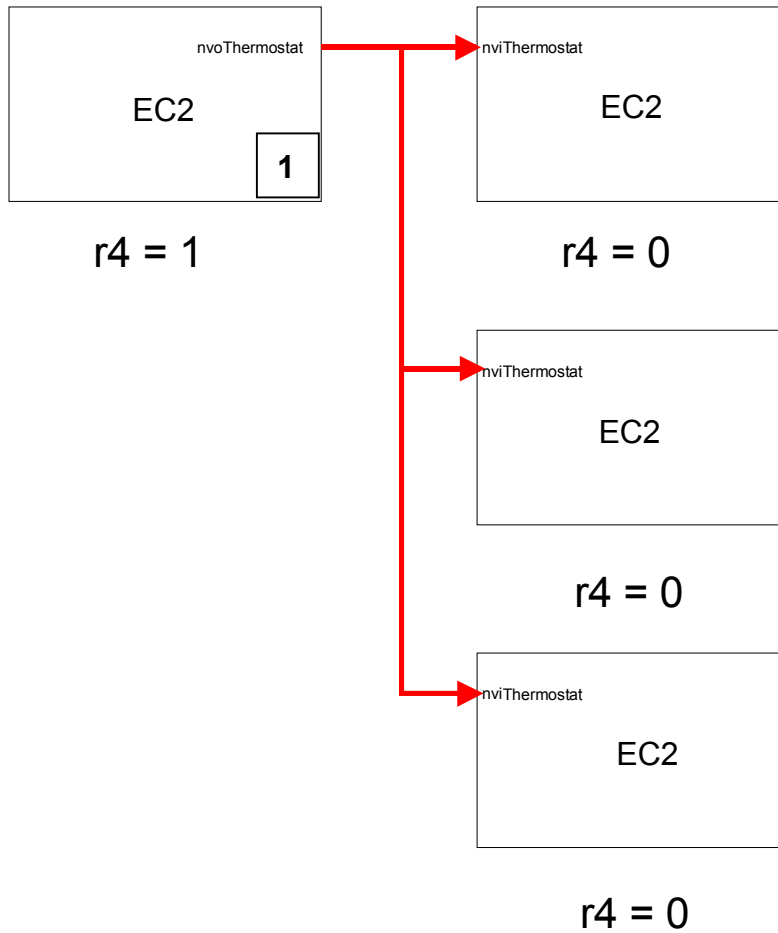 nvoThermostat
EC2
1
r4 = 1
nviThermostat
EC2
r4 = 0
nviThermostat
EC2
r4 = 0
nviThermostat
EC2
r4 = 0